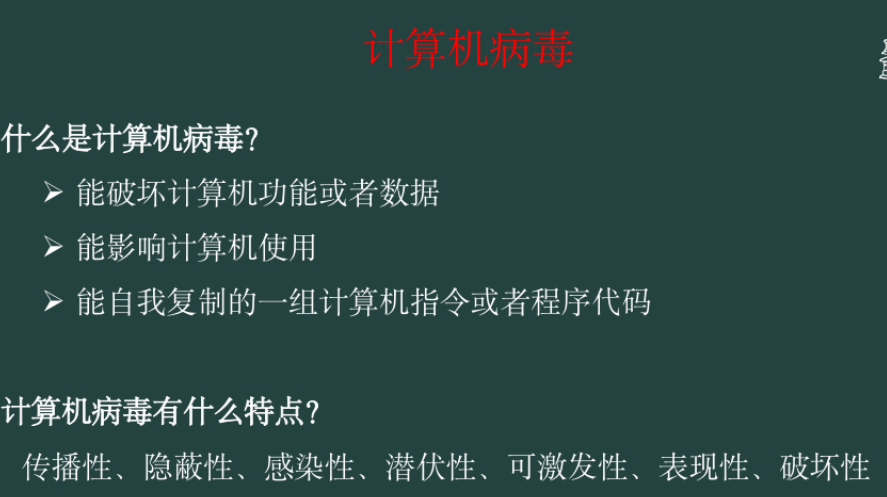 计算机病毒
什么是计算机病毒?
➢ 能破坏计算机功能或者数据
➢ 能影响计算机使用
➢ 能自我复制的一组计算机指令或者程序代码
计算机病毒有什么特点?
传播性、隐蔽性、感染性、潜伏性、可激发性、表现性、破坏性